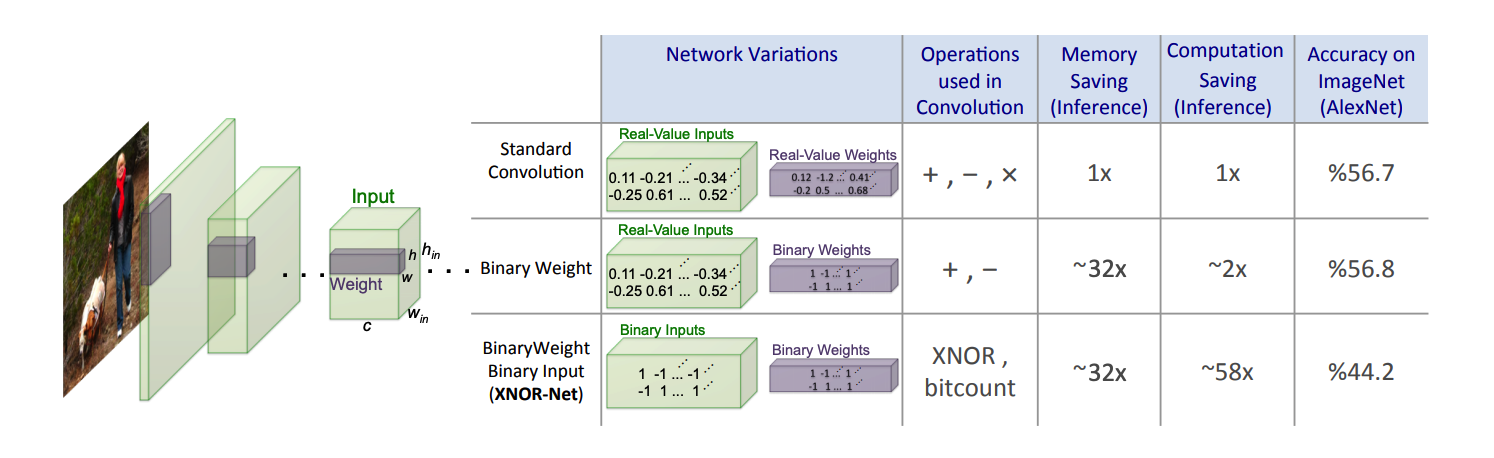 Network Variations
Operations
used in
Convolution
Memory
Saving
(Inference)
Computation
Saving
(Inference)
Accuracy on
ImageNet
(AlexNet)
Input
Weight
h
w
h_in
w_in
c
. . .
. . .
Standard
Convolution
Real-Value Inputs
0.11 -0.21 ... -0.34
-0.25 0.61 ... 0.52
Real-Value Weights
0.12 -1.2 ... 0.41
-0.2 0.5 ... 0.68
+ , − , ×
1x
1x
%56.7
Binary Weight
Real-Value Inputs
0.11 -0.21 ... -0.34
-0.25 0.61 ... 0.52
Binary Weights
1 -1 ... 1
-1 1 ... 1
+ , −
~32x
~2x
%56.8
BinaryWeight
Binary Input
(XNOR-Net)
Binary Inputs
1 -1 ... -1
-1 1 ... 1
Binary Weights
1 -1 ... 1
-1 1 ... 1
XNOR ,
bitcount
~32x
~58x
%44.2